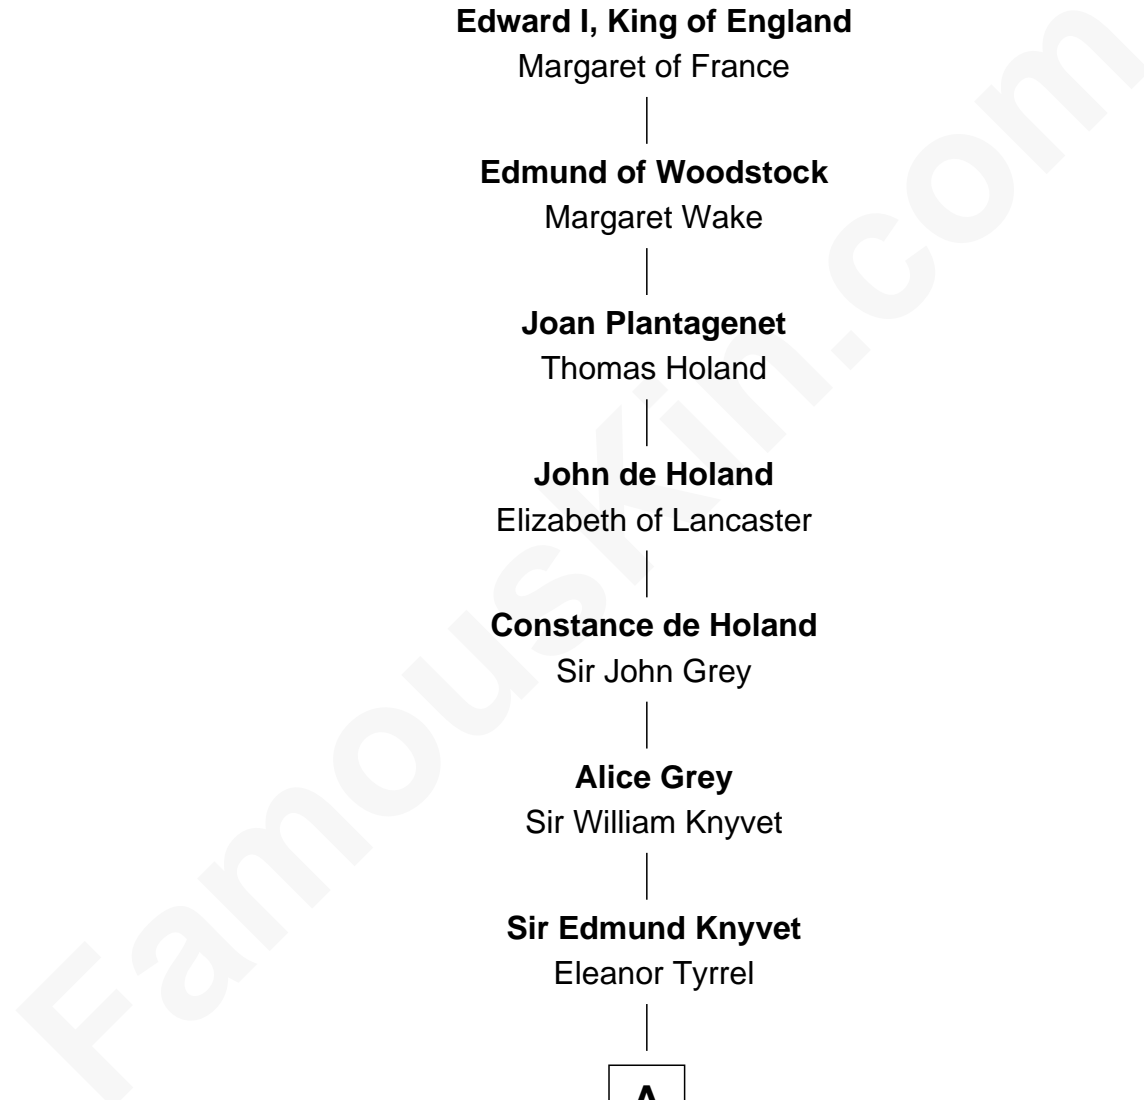 Edward I, King of England
Margaret of France
Edmund of Woodstock
Margaret Wake
Joan Plantagenet
Thomas Holand
John de Holand
Elizabeth of Lancaster
Constance de Holand
Sir John Grey
Alice Grey
Sir William Knyvet
Sir Edmund Knyvet
Eleanor Tyrrel
A
FamousKin.com